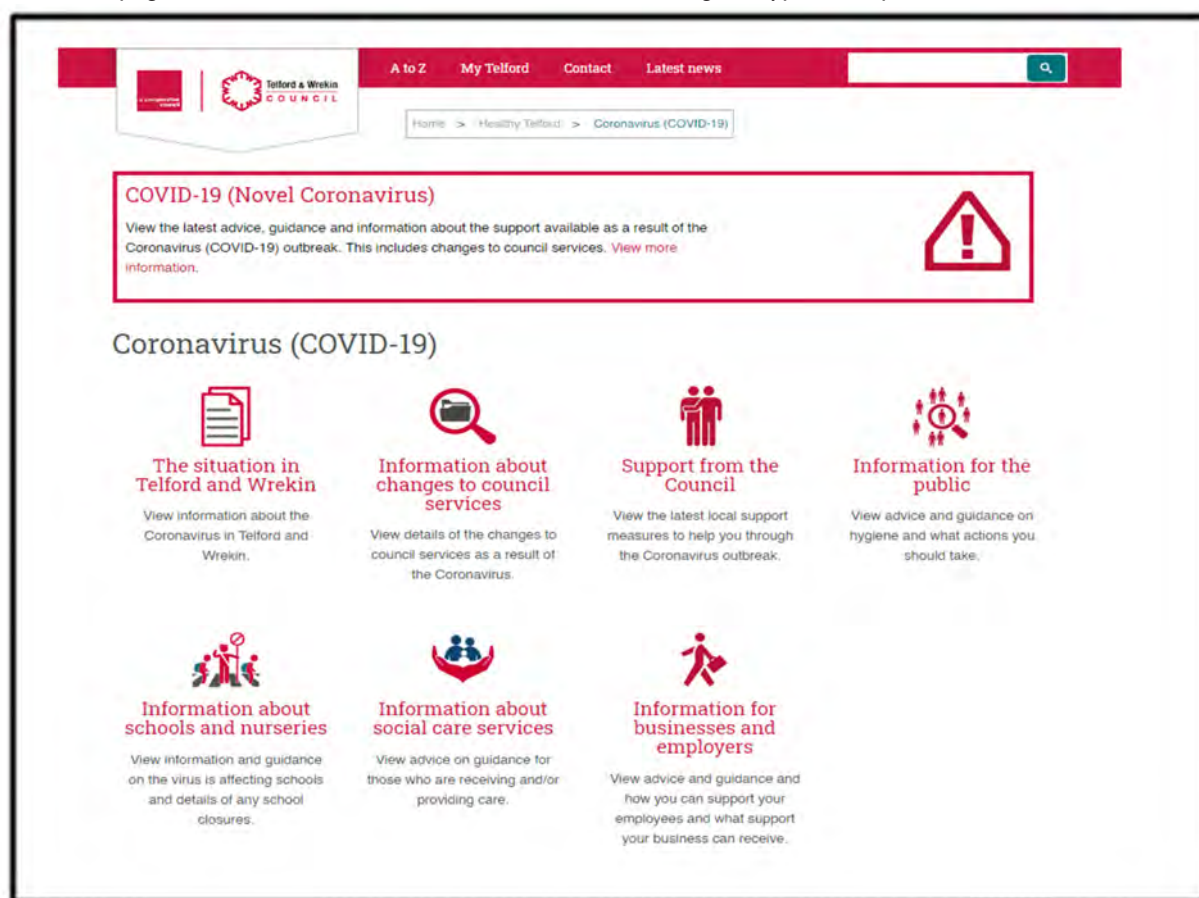 a co-operative council
Telford & Wrekin
COUNCIL
A to Z My Telford Contact Latest news
Home > Healthy Telford > Coronavirus (COVID-19)
COVID-19 (Novel Coronavirus)
View the latest advice, guidance and information about the support available as a result of the
Coronavirus (COVID-19) outbreak. This includes changes to council services. View more
information.
Coronavirus (COVID-19)
The situation in
Telford and Wrekin
View information about the
Coronavirus in Telford and
Wrekin.
Information about
changes to council
services
View details of the changes to
council services as a result of
the Coronavirus.
Support from the
Council
View the latest local support
measures to help you through
the Coronavirus outbreak.
Information for the
public
View advice and guidance on
hygiene and what actions you
should take.
Information about
schools and nurseries
View information and guidance
on the virus is affecting schools
and details of any school
closures.
Information about
social care services
View advice on guidance for
those who are receiving and/or
providing care.
Information for
businesses and
employers
View advice and guidance and
how you can support your
employees and what support
your business can receive.